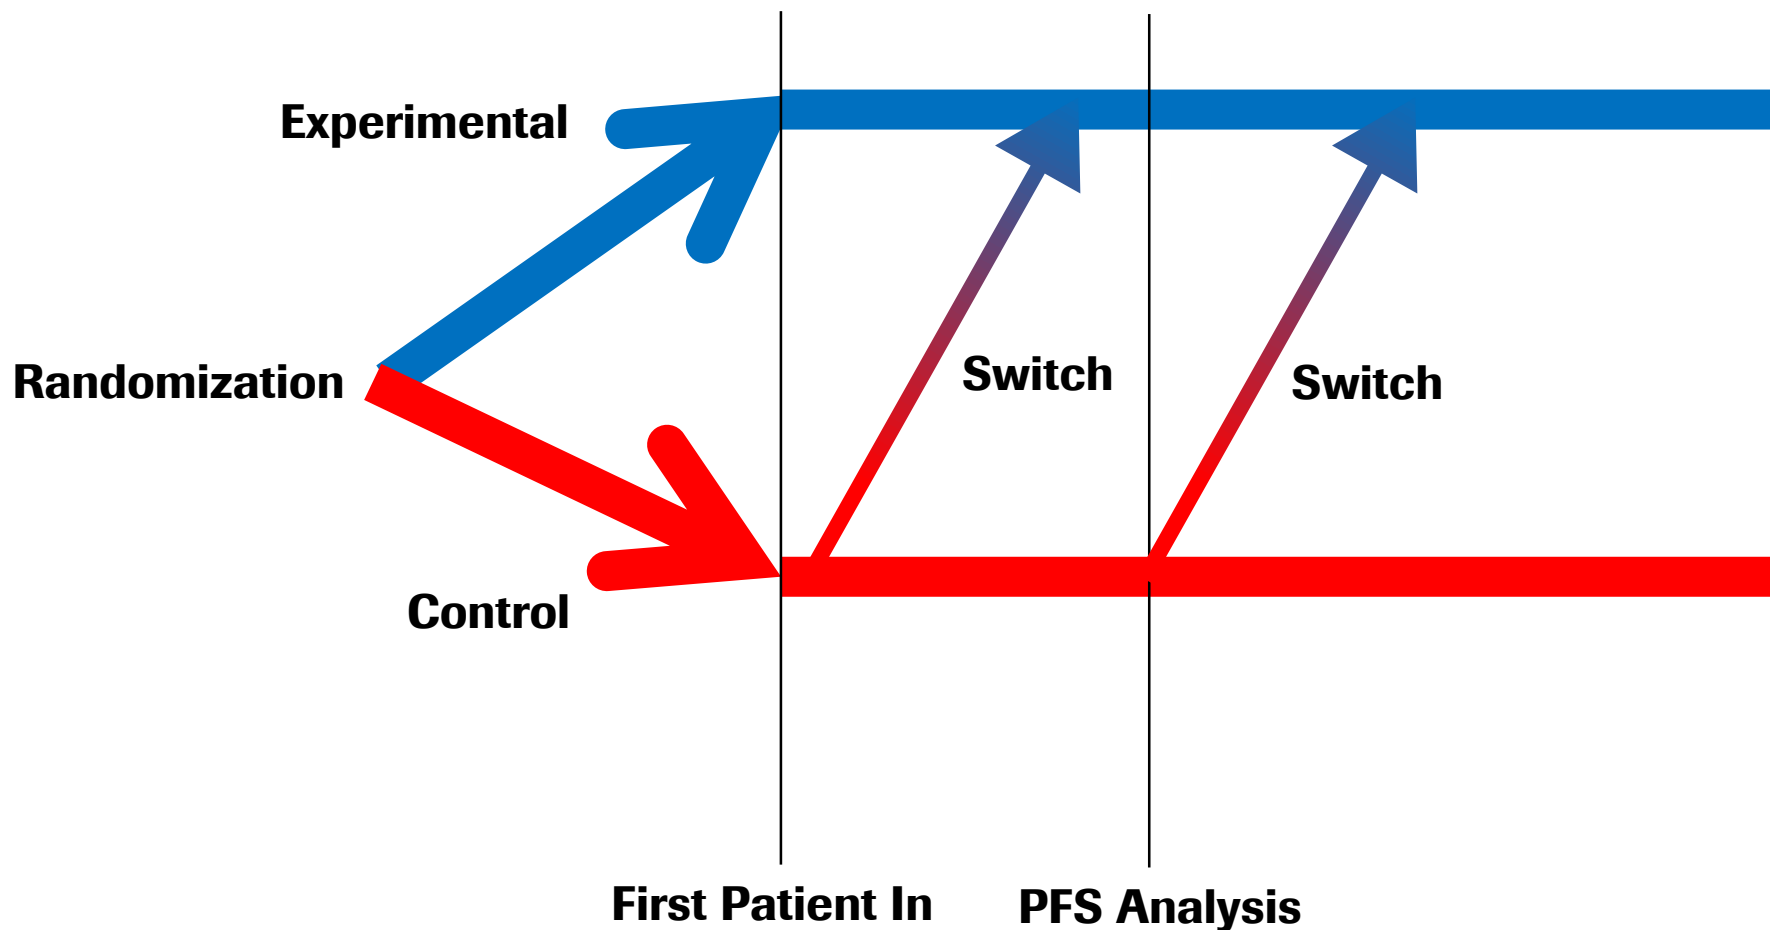 Experimental
Randomization
Switch
Switch
Control
First Patient In
PFS Analysis